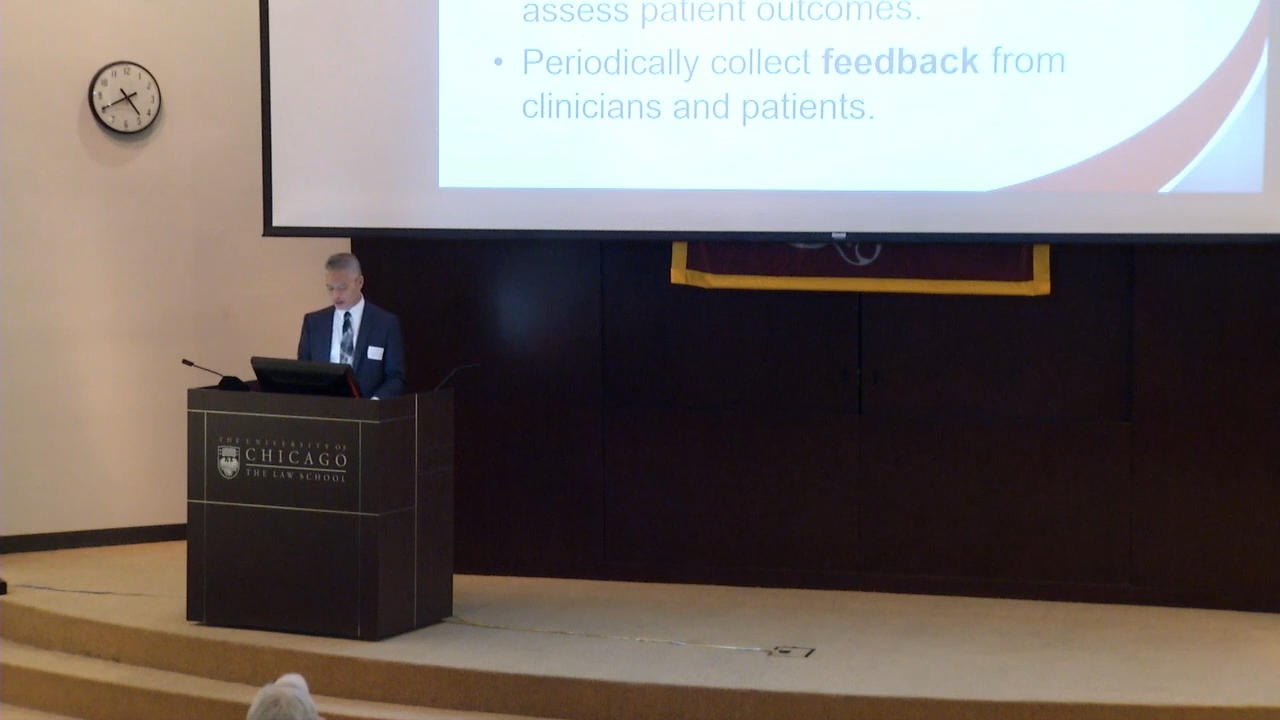 assess patient outcomes.
• Periodically collect feedback from
clinicians and patients.
THE UNIVERSITY OF
CHICAGO
THE LAW SCHOOL